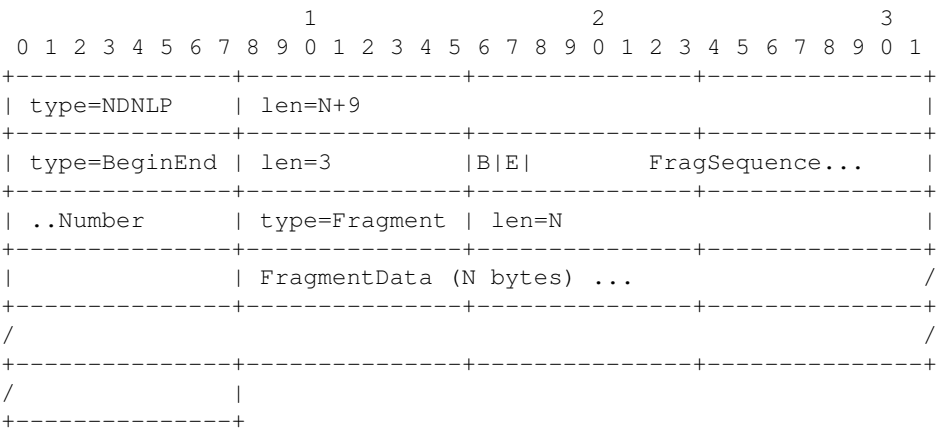 1                   2                   3
 0 1 2 3 4 5 6 7 8 9 0 1 2 3 4 5 6 7 8 9 0 1 2 3 4 5 6 7 8 9 0 1
+---------------+---------------+---------------+---------------+
| type=NDNLP    | len=N+9                                       |
+---------------+---------------+---------------+---------------+
| type=BeginEnd | len=3         |B|E|        FragSequence...    |
+---------------+---------------+---------------+---------------+
| ..Number      | type=Fragment | len=N                         |
+---------------+---------------+---------------+---------------+
|               | FragmentData (N bytes) ...                    /
+---------------+---------------+---------------+---------------+
/                                                               /
+---------------+---------------+---------------+---------------+
/               |
+---------------+